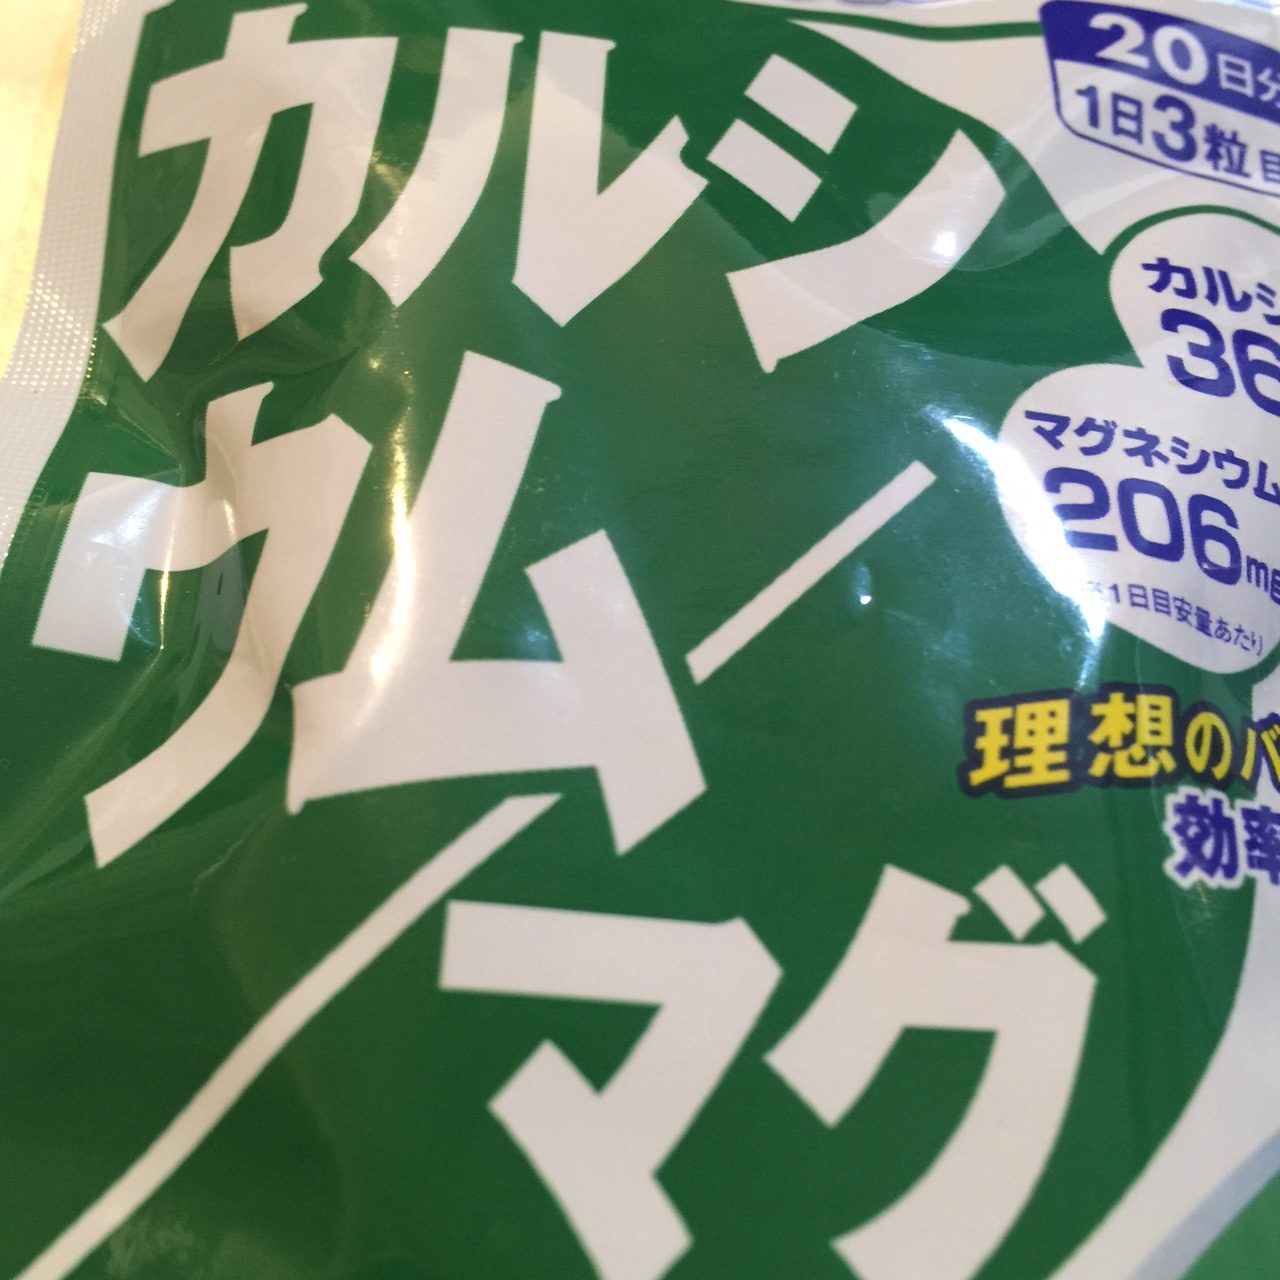 20日分
1日3粒目
カルシ
ウム/
マグ
カルシ
36
マグネシウム
206mg
※1日目安量あたり
理想のバ
効率